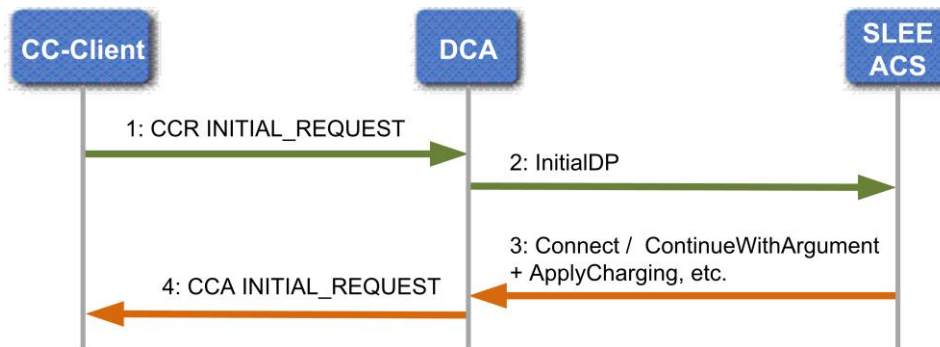 CC-Client
DCA
SLEE
ACS
1: CCR INITIAL_REQUEST
2: InitialDP
3: Connect / ContinueWithArgument
+ ApplyCharging, etc.
4: CCA INITIAL_REQUEST